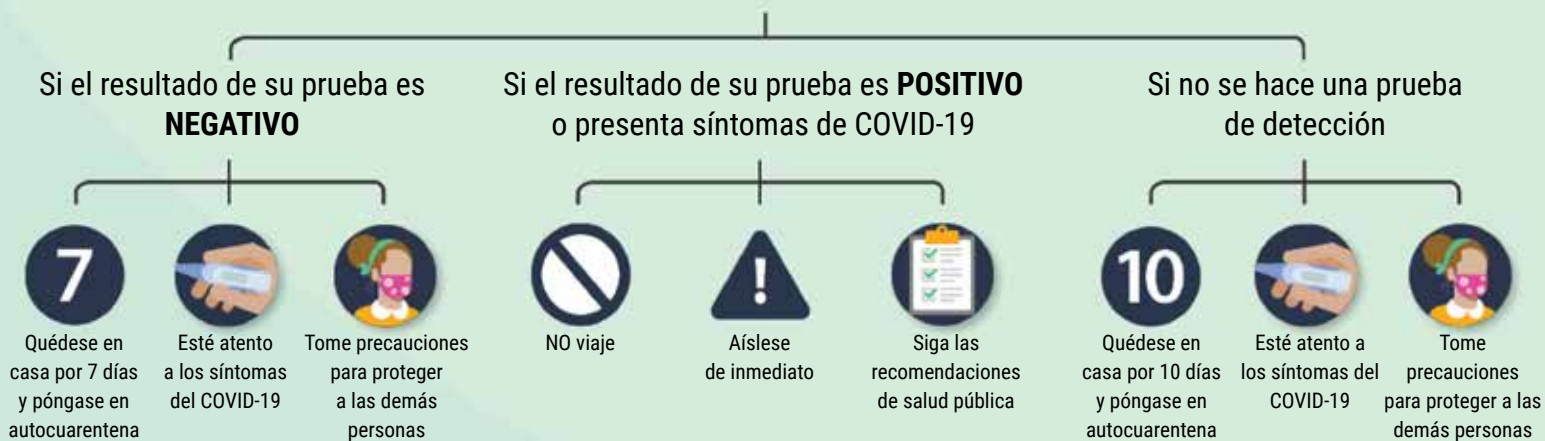 Si el resultado de su prueba es
NEGATIVO
Si el resultado de su prueba es POSITIVO
o presenta síntomas de COVID-19
Si no se hace una prueba
de detección
7
Quédese en
casa por 7 días
y póngase en
autocuarentena
Esté atento
a los síntomas
del COVID-19
Tome precauciones
para proteger
a las demás
personas
NO viaje
!
Aíslese
de inmediato
Siga las
recomendaciones
de salud pública
10
Quédese en
casa por 10 días
y póngase en
autocuarentena
Esté atento a
los síntomas del
COVID-19
Tome
precauciones
para proteger a las
demás personas